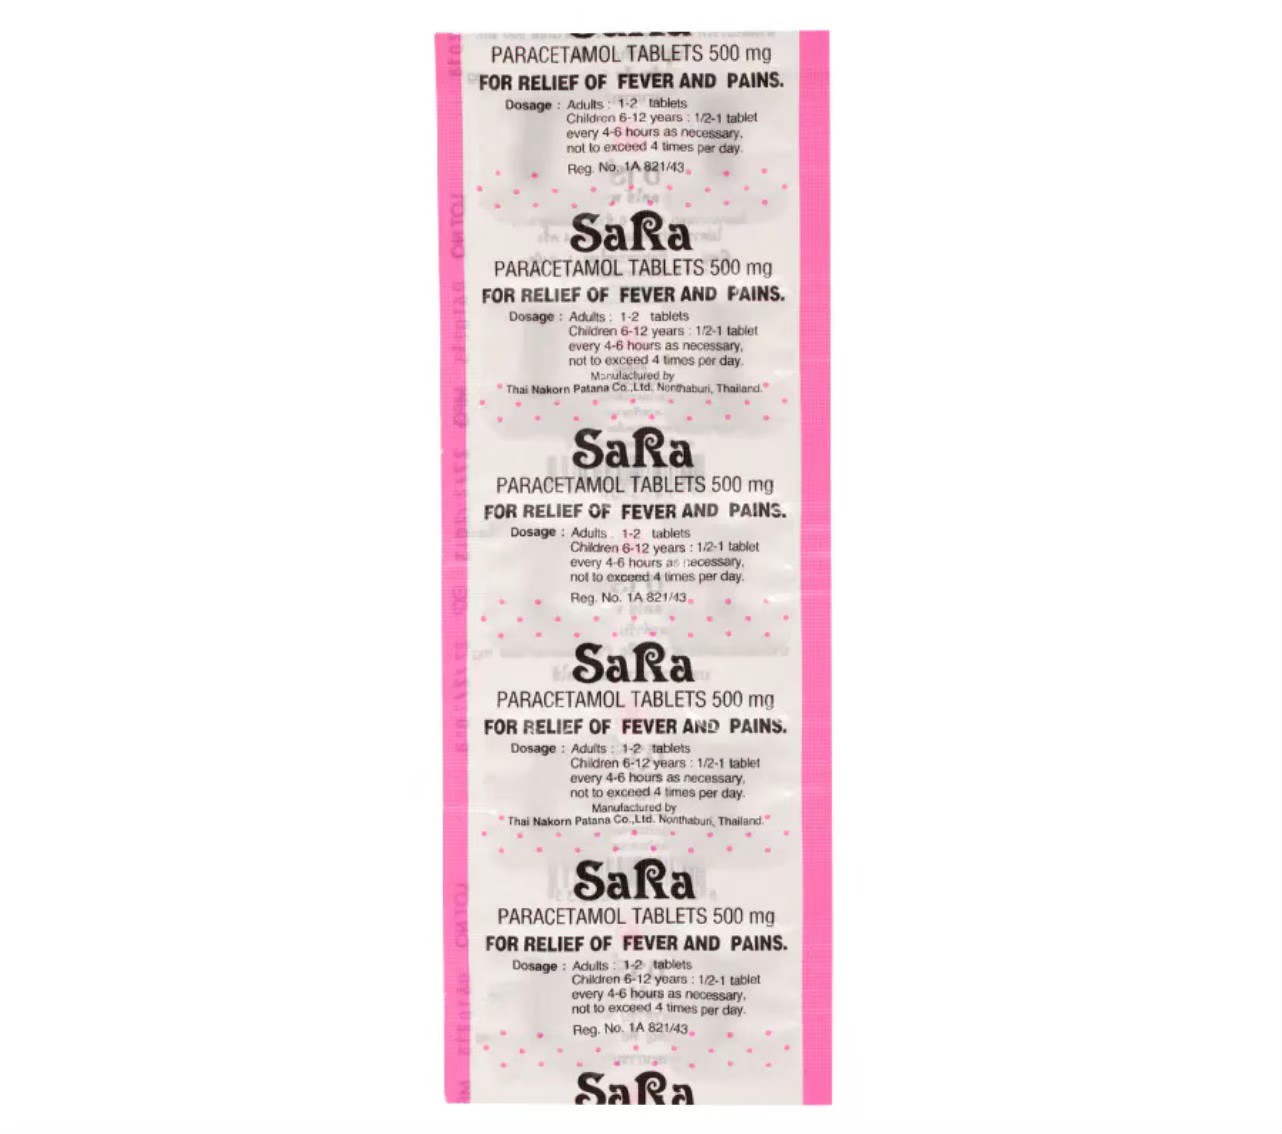 PARACETAMOL TABLETS 500 mg
FOR RELIEF OF FEVER AND PAINS.
Dosage : Adults : 1-2 tablets
Children 6-12 years : 1/2-1 tablet
every 4-6 hours as necessary,
not to exceed 4 times per day.
Reg. No. 1A 821/43
SaRa
PARACETAMOL TABLETS 500 mg
FOR RELIEF OF FEVER AND PAINS.
Dosage : Adults : 1-2 tablets
Children 6-12 years : 1/2-1 tablet
every 4-6 hours as necessary,
not to exceed 4 times per day.
Manufactured by
Thai Nakorn Patana Co.,Ltd. Nonthaburi, Thailand.
SaRa
PARACETAMOL TABLETS 500 mg
FOR RELIEF OF FEVER AND PAINS.
Dosage : Adults : 1-2 tablets
Children 6-12 years : 1/2-1 tablet
every 4-6 hours as necessary,
not to exceed 4 times per day.
Reg. No. 1A 821/43
SaRa
PARACETAMOL TABLETS 500 mg
FOR RELIEF OF FEVER AND PAINS.
Dosage : Adults : 1-2 tablets
Children 6-12 years : 1/2-1 tablet
every 4-6 hours as necessary,
not to exceed 4 times per day.
Manufactured by
Thai Nakorn Patana Co.,Ltd. Nonthaburi, Thailand.
SaRa
PARACETAMOL TABLETS 500 mg
FOR RELIEF OF FEVER AND PAINS.
Dosage : Adults : 1-2 tablets
Children 6-12 years : 1/2-1 tablet
every 4-6 hours as necessary,
not to exceed 4 times per day.
Reg. No. 1A 821/43
SaRa